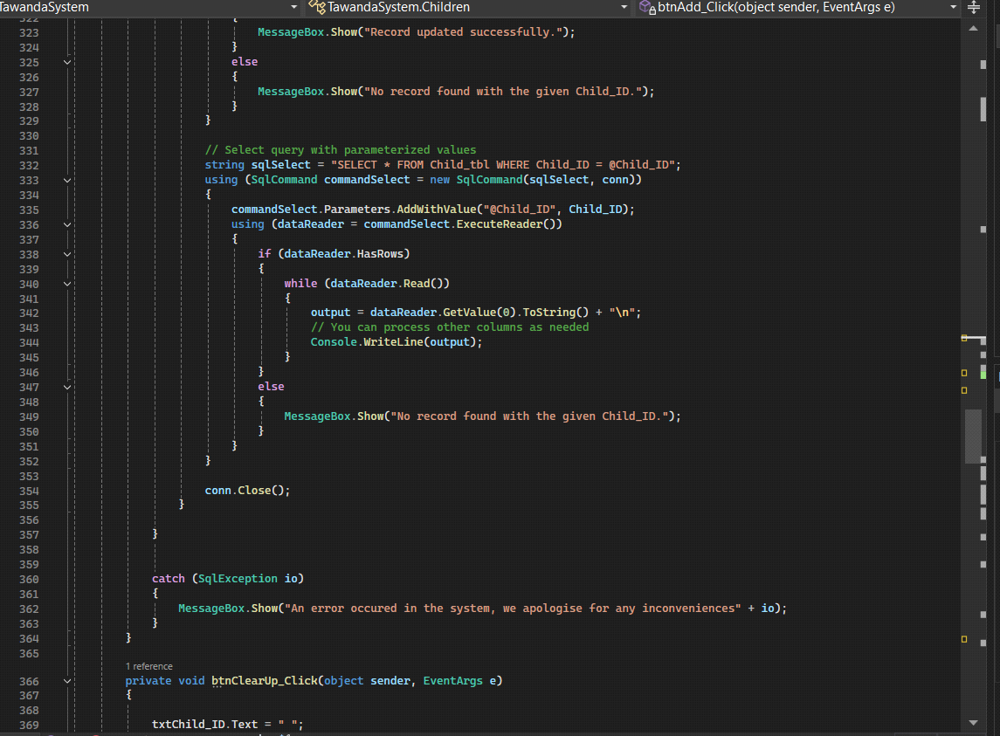 TawandaSystem TawandaSystem.Children btnAdd_Click(object sender, EventArgs e)
322 {
323 MessageBox.Show("Record updated successfully.");
324 }
325 else
326 {
327 MessageBox.Show("No record found with the given Child_ID.");
328 }
329 }
330
331 // Select query with parameterized values
332 string sqlSelect = "SELECT * FROM Child_tbl WHERE Child_ID = @Child_ID";
333 using (SqlCommand commandSelect = new SqlCommand(sqlSelect, conn))
334 {
335 commandSelect.Parameters.AddWithValue("@Child_ID", Child_ID);
336 using (dataReader = commandSelect.ExecuteReader())
337 {
338 if (dataReader.HasRows)
339 {
340 while (dataReader.Read())
341 {
342 output = dataReader.GetValue(0).ToString() + "\n";
343 // You can process other columns as needed
344 Console.WriteLine(output);
345 }
346 }
347 else
348 {
349 MessageBox.Show("No record found with the given Child_ID.");
350 }
351 }
352 }
353
354 conn.Close();
355 }
356
357 }
358
359
360 catch (SqlException io)
361 {
362 MessageBox.Show("An error occured in the system, we apologise for any inconveniences" + io);
363 }
364 }
365
1 reference
366 private void btnClearUp_Click(object sender, EventArgs e)
367 {
368
369 txtChild_ID.Text = " ";